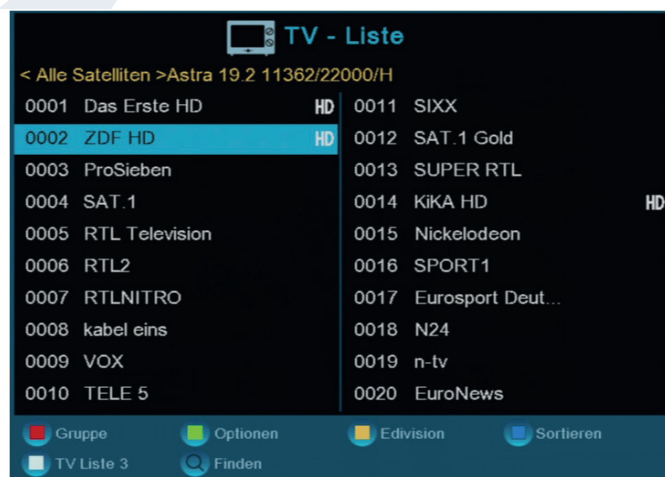 TV - Liste
< Alle Satelliten >Astra 19.2 11362/22000/H
0001 Das Erste HD HD
0002 ZDF HD HD
0003 ProSieben
0004 SAT.1
0005 RTL Television
0006 RTL2
0007 RTLNITRO
0008 kabel eins
0009 VOX
0010 TELE 5
0011 SIXX
0012 SAT.1 Gold
0013 SUPER RTL
0014 KiKA HD HD
0015 Nickelodeon
0016 SPORT1
0017 Eurosport Deut...
0018 N24
0019 n-tv
0020 EuroNews
Gruppe Optionen Edivision Sortieren
TV Liste 3 Finden